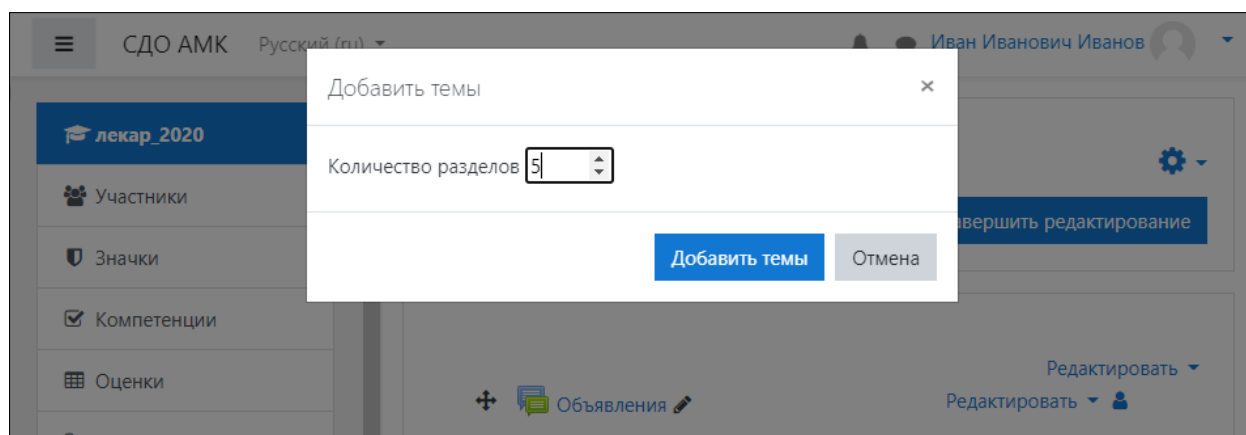 СДО АМК Русский (ru) Иван Иванович Иванов
Добавить темы ×
лекар_2020
Количество разделов 5
Участники
завершить редактирование
Значки
Добавить темы Отмена
Компетенции
Редактировать
Оценки
Объявления Редактировать